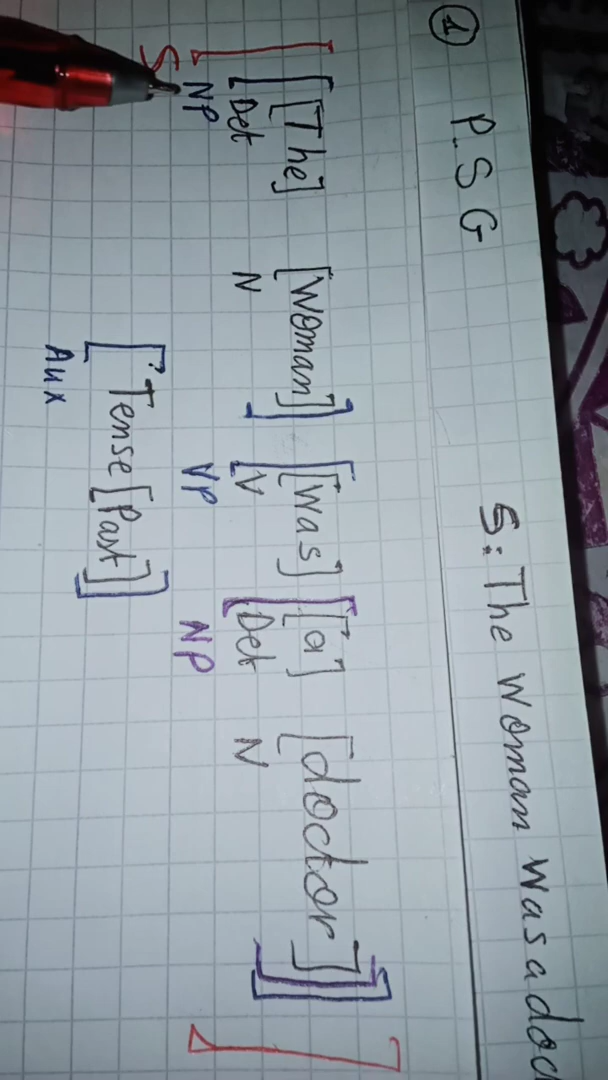 ① P.S G
S: The woman was a doc
[ [ [The] [woman] ] [ [was] [ [a] [doctor] ] ] ]
Det N V Det N
S NP VP NP
[Tense [Past] ]
Aux